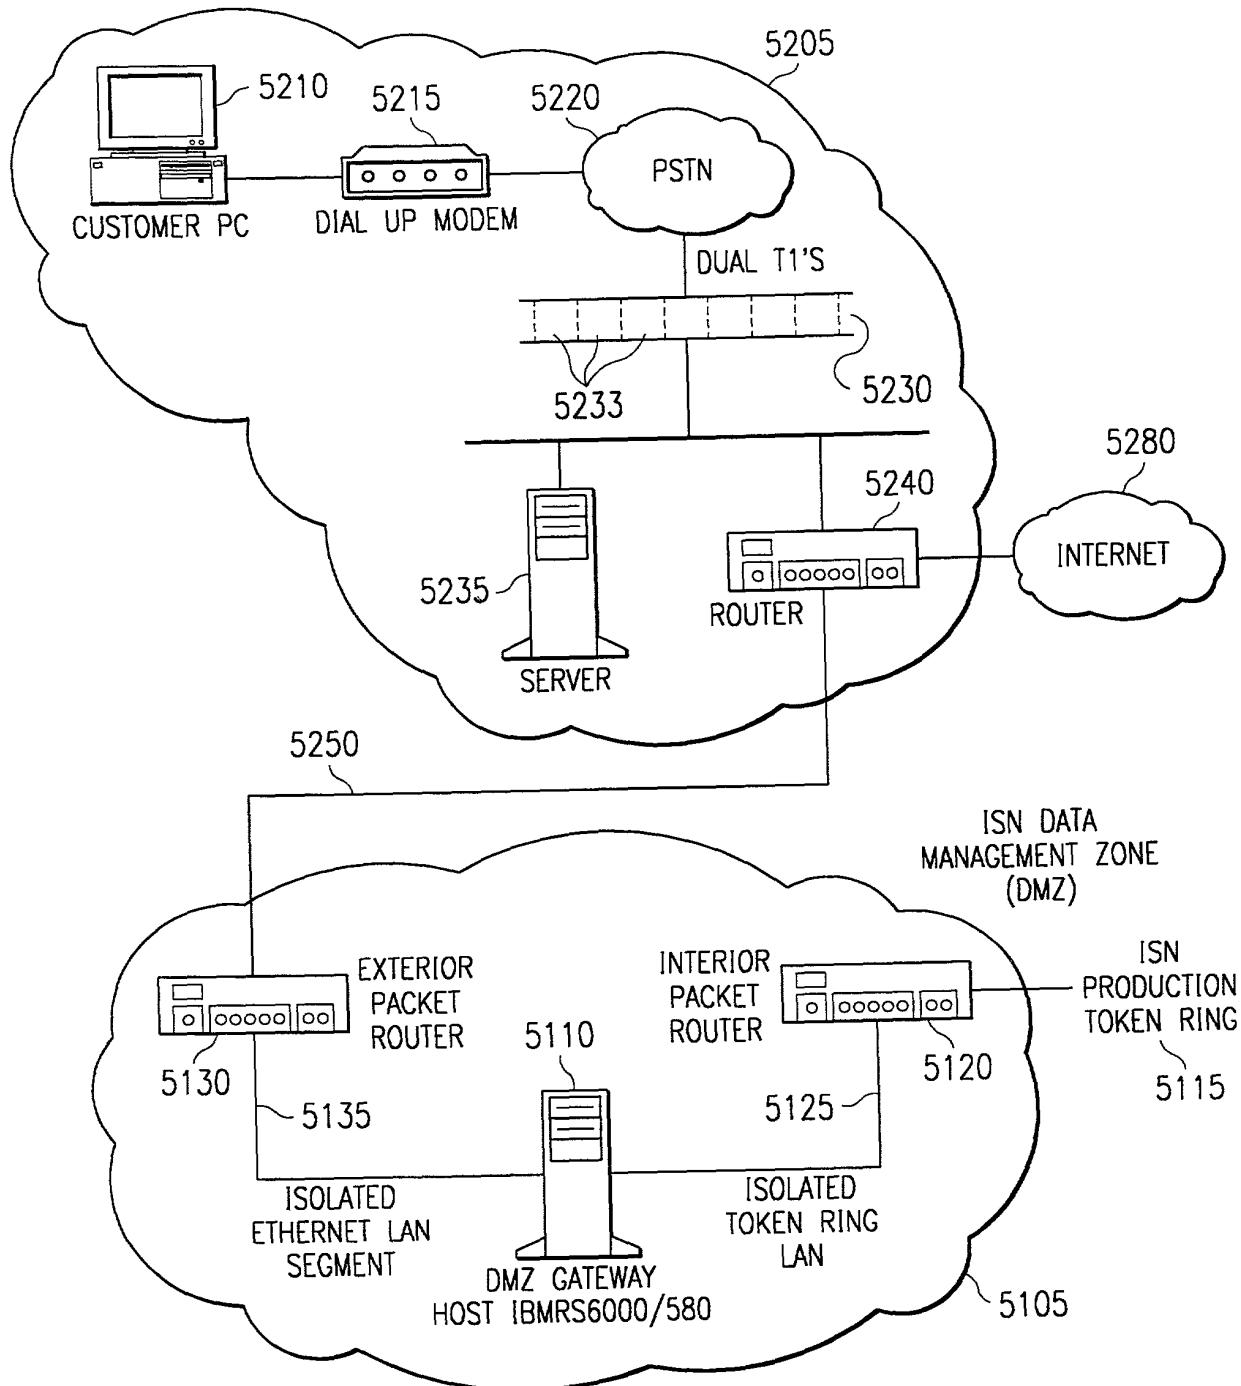 5205
5210
5215
5220
PSTN
CUSTOMER PC
DIAL UP MODEM
DUAL T1'S
5233
5230
5280
5240
INTERNET
5235
ROUTER
SERVER
5250
ISN DATA
MANAGEMENT ZONE
(DMZ)
EXTERIOR
PACKET
ROUTER
INTERIOR
PACKET
ROUTER
ISN
PRODUCTION
TOKEN RING
5110
5130
5120
5115
5135
5125
ISOLATED
ETHERNET LAN
SEGMENT
ISOLATED
TOKEN RING
LAN
DMZ GATEWAY
HOST IBMRS6000/580
5105